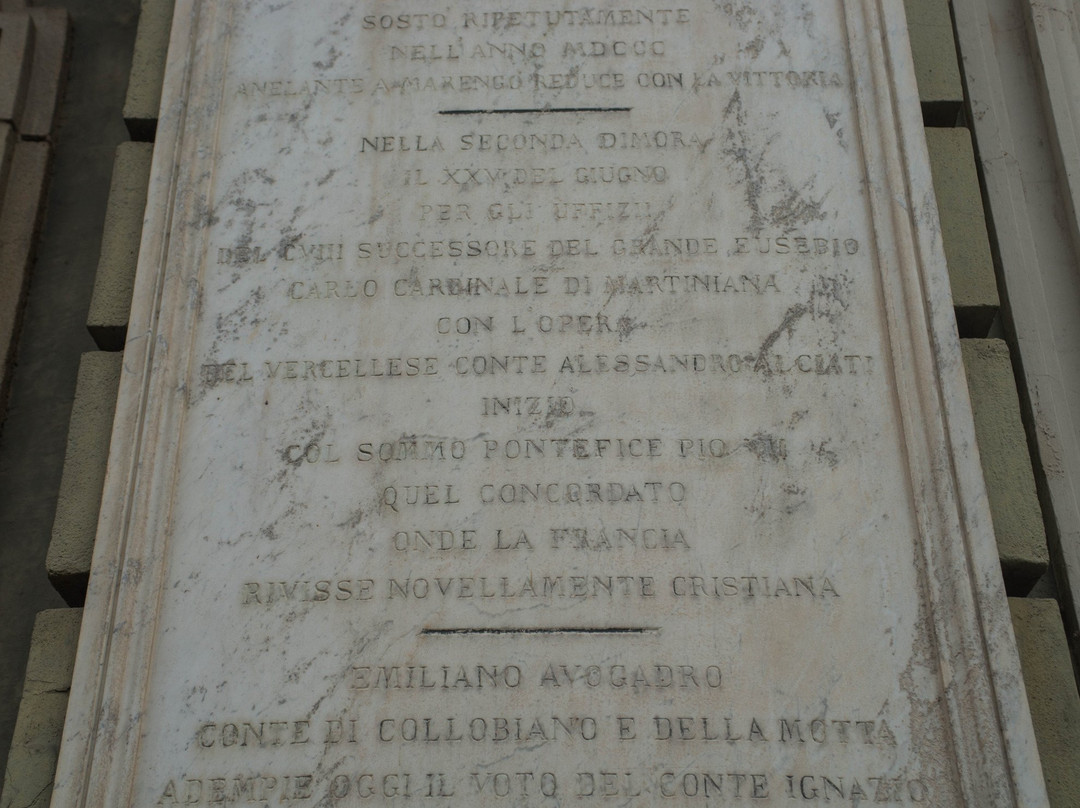 SOSTO RIPETUTAMENTE
NELL'ANNO MDCCC
ANELANTE A MARENGO REDUCE CON LA VITTORIA
NELLA SECONDA DIMORA
IL XXV DEL GIUGNO
PER GLI UFFIZII
DEL CVIII SUCCESSORE DEL GRANDE EUSEBIO
CARLO CARDINALE DI MARTINIANA
CON L'OPERA
DEL VERCELLESE CONTE ALESSANDRO ALCIATI
INIZIO
COL SOMMO PONTEFICE PIO VII
QUEL CONCORDATO
ONDE LA FRANCIA
RIVISSE NOVELLAMENTE CRISTIANA
EMILIANO AVOGADRO
CONTE DI COLLOBIANO E DELLA MOTTA
ADEMPIE OGGI IL VOTO DEL CONTE IGNAZIO